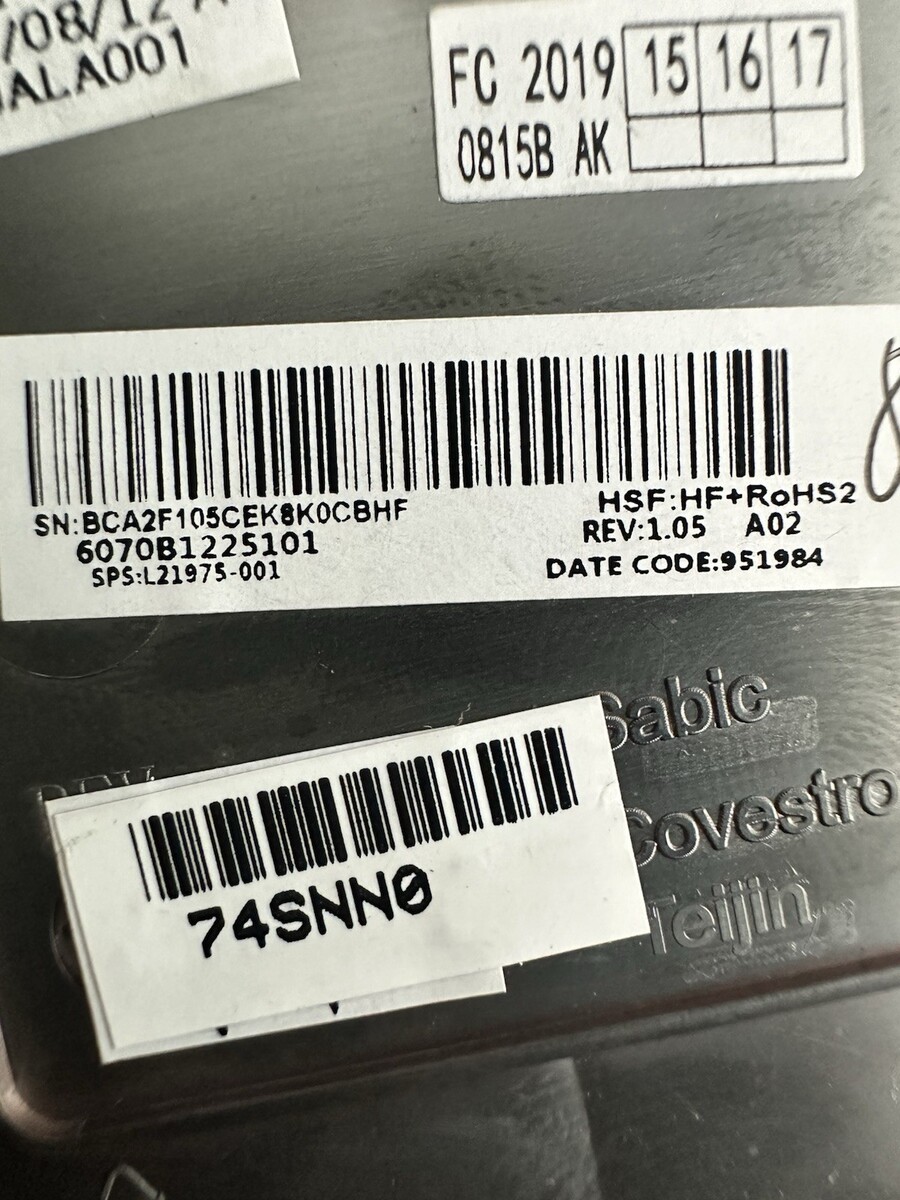 /08/12 A
ALA001
FC 2019 15 16 17
0815B AK
SN:BCA2F105CEK8K0CBHF
HSF:HF+RoHS2
6070B1225101
REV:1.05 A02
SPS:L21975-001
DATE CODE:951984
8
Sabic
Covestro
74SNN0
Teijin